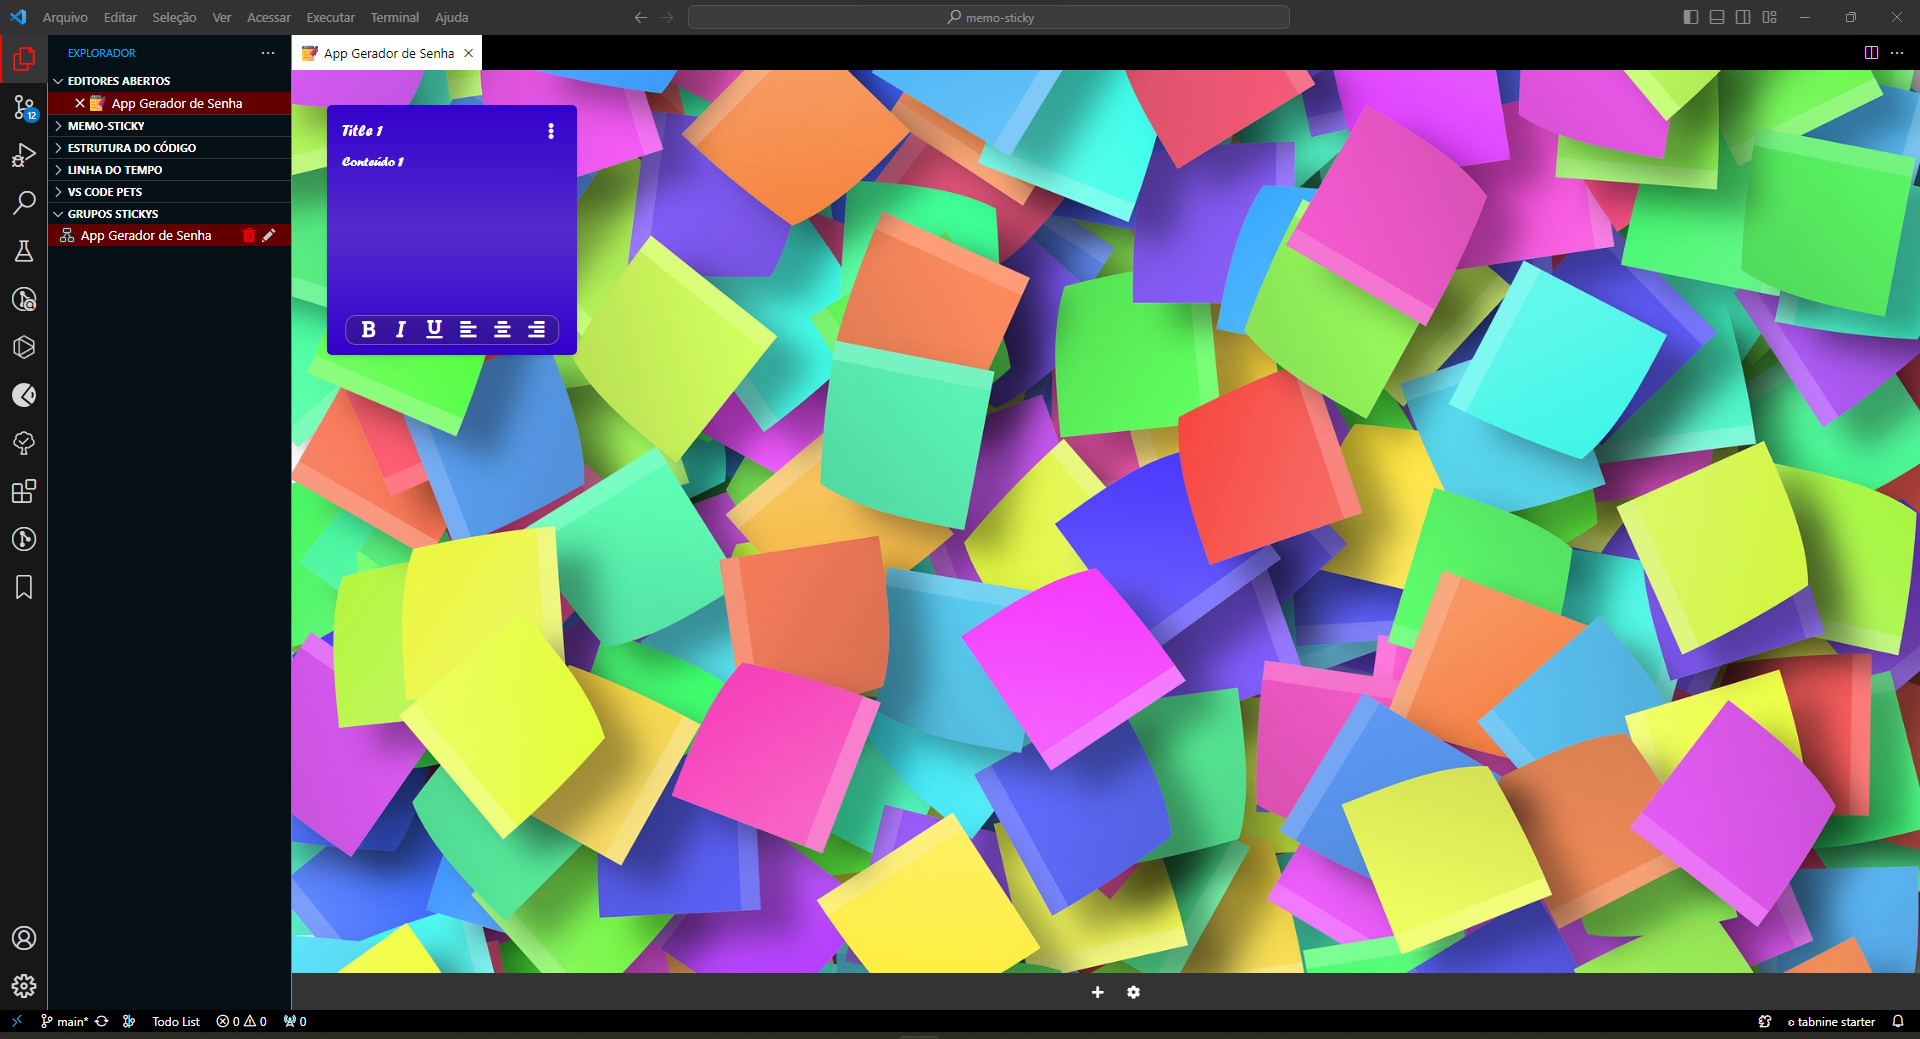 Arquivo Editar Seleção Ver Acessar Executar Terminal Ajuda
memo-sticky
EXPLORADOR
App Gerador de Senha
EDITORES ABERTOS
App Gerador de Senha
MEMO-STICKY
ESTRUTURA DO CÓDIGO
LINHA DO TEMPO
VS CODE PETS
GRUPOS STICKYS
App Gerador de Senha
12
Title 1
Conteúdo 1
B I U
main* Todo List 0 0 0
tabnine starter